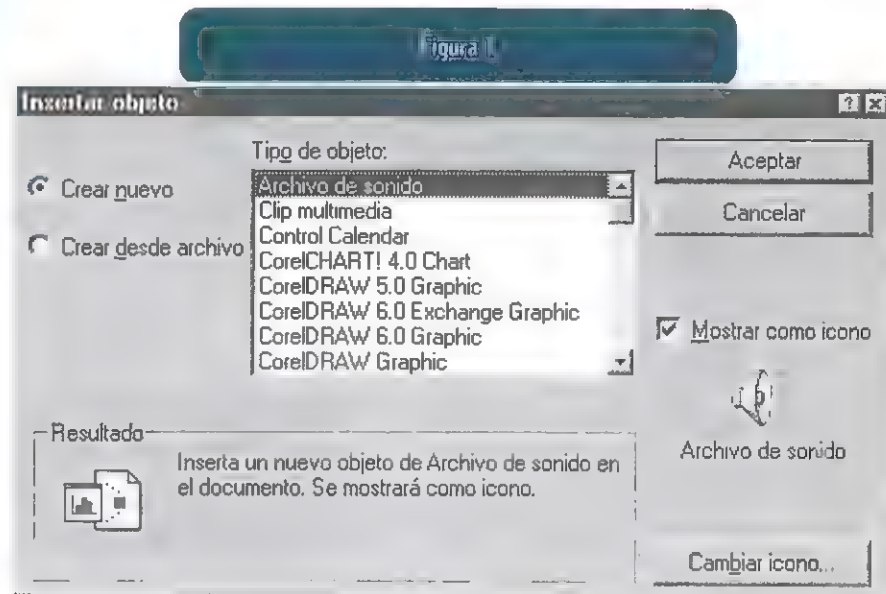 Figura 1
Insertar objeto
Tipo de objeto:
Crear nuevo
Crear desde archivo
Archivo de sonido
Clip multimedia
Control Calendar
CorelCHART! 4.0 Chart
CorelDRAW 5.0 Graphic
CorelDRAW 6.0 Exchange Graphic
CorelDRAW 6.0 Graphic
CorelDRAW Graphic
Aceptar
Cancelar
Mostrar como icono
Archivo de sonido
Cambiar icono...
Resultado
Inserta un nuevo objeto de Archivo de sonido en
el documento. Se mostrará como icono.